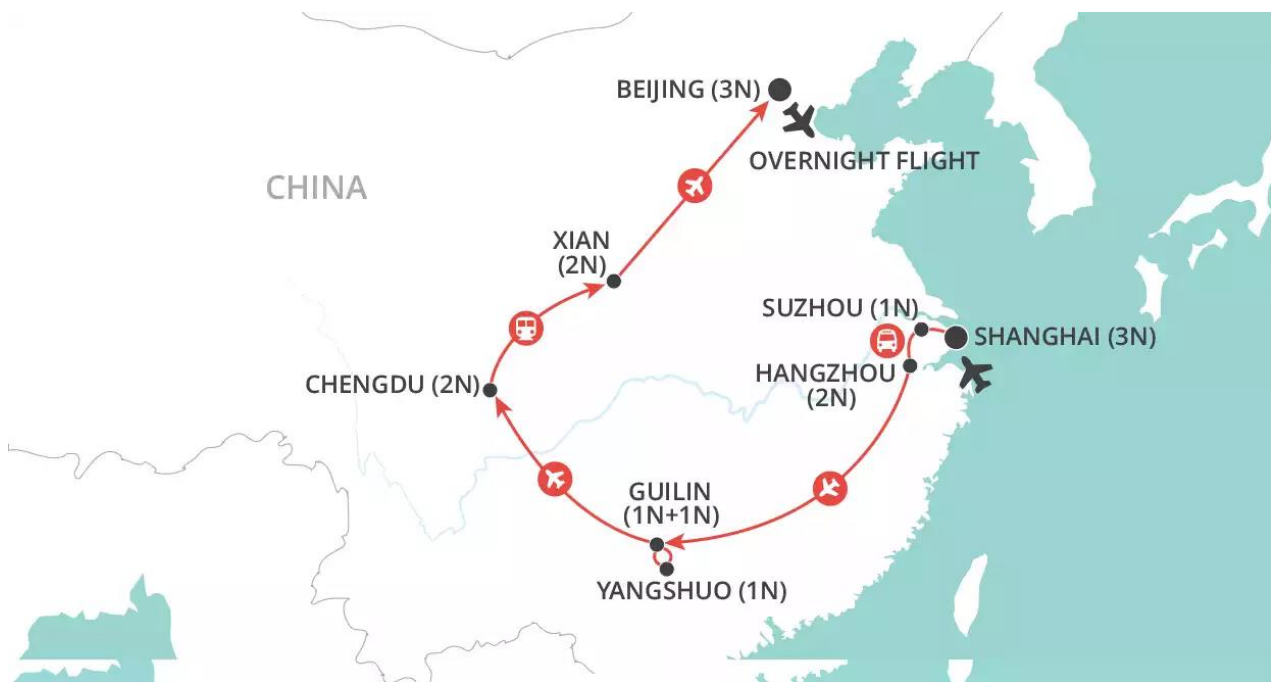 BEIJING (3N)
OVERNIGHT FLIGHT
CHINA
XIAN
(2N)
SUZHOU (1N)
SHANGHAI (3N)
HANGZHOU
(2N)
CHENGDU (2N)
GUILIN
(1N+1N)
YANGSHUO (1N)